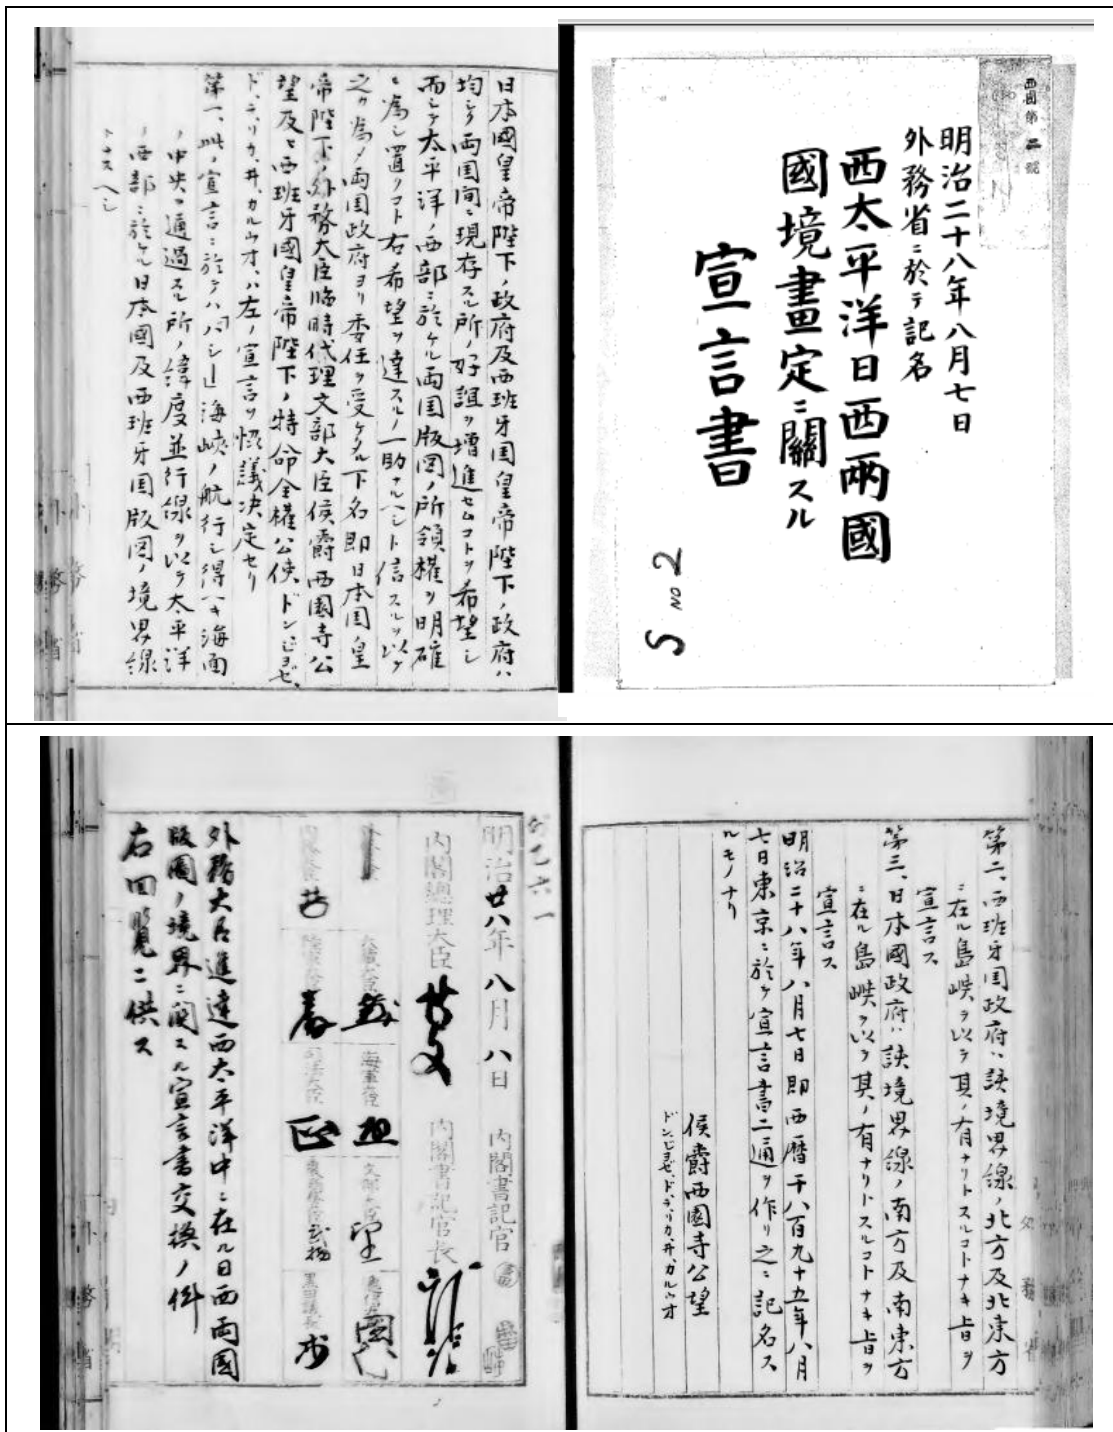 西国第二號
明治二十八年八月七日
外務省ニ於テ記名
西太平洋日西兩國
國境畫定ニ關スル
宣言書
S NO 2
日本國皇帝陛下ノ政府及西班牙国皇帝陛下ノ政府ハ
均シク両国間ニ現存スル所ノ好誼ヲ増進セムコトヲ希望シ
而シテ太平洋ノ西部ニ於ケル両国版図ノ所領權ヲ明確
ニ為シ置クコト右希望ヲ達スルノ一助ナルヘシト信スルヲ以テ
之カ為メ両国政府ヨリ委任ヲ受ケタル下名即日本国皇
帝陛下ノ外務大臣臨時代理文部大臣侯爵西園寺公
望及ヒ西班牙國皇帝陛下ノ特命全權公使ドン、ジョゼ、
ド、ラ、リカ、井、カルウオ、ハ左ノ宣言ヲ協議決定セリ
第一、此ノ宣言ニ於テハ「バシー」海峡ノ航行シ得ヘキ海面
ノ中央ヲ通過スル所ノ緯度並行線ヲ以テ太平洋
ノ西部ニ於ケル日本國及西班牙国版図ノ境界線
トナスヘシ
第二、西班牙国政府ハ該境界線ノ北方及北東方
ニ在ル島嶼ヲ以テ其ノ有ナリトスルコトナキ旨ヲ
宣言ス
第三、日本國政府ハ該境界線ノ南方及南東方
ニ在ル島嶼ヲ以テ其ノ有ナリトスルコトナキ旨ヲ
宣言ス
明治二十八年八月七日即西暦千八百九十五年八月
七日東京ニ於テ宣言書二通ヲ作リ之ニ記名ス
ルモノナリ
侯爵西園寺公望
ドン、ジョゼ、ド、ラ、リカ、井、カルウオ
明治廿八年八月八日 内閣書記官
内閣總理大臣 内閣書記官長
外務大臣進達西太平洋中ニ在ル日西両国
版圖ノ境界ニ関スル宣言書交換ノ件
右回覧ニ供ス